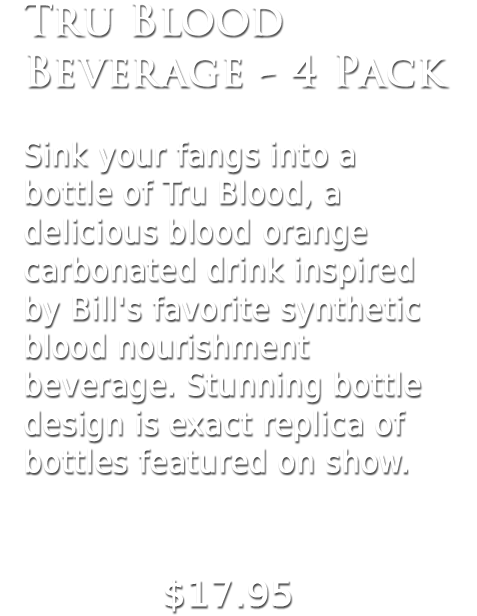 Tru Blood
Beverage - 4 Pack
Sink your fangs into a
bottle of Tru Blood, a
delicious blood orange
carbonated drink inspired
by Bill's favorite synthetic
blood nourishment
beverage. Stunning bottle
design is exact replica of
bottles featured on show.
$17.95